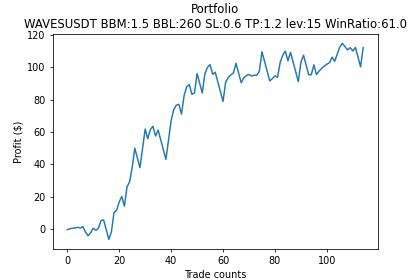 Portfolio
WAVESUSDT BBM:1.5 BBL:260 SL:0.6 TP:1.2 lev:15 WinRatio:61.0
120
100
80
60
40
20
0
Profit ($)
0 20 40 60 80 100
Trade counts